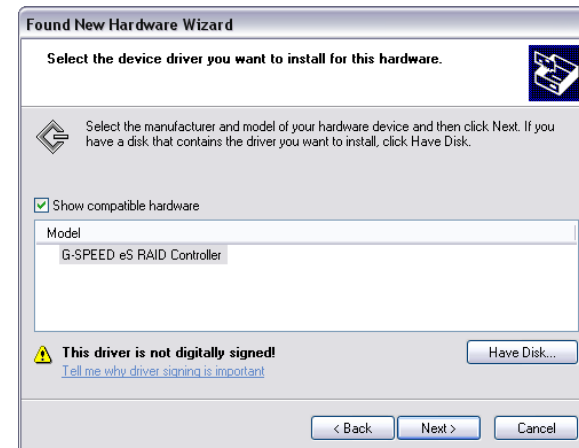 Found New Hardware Wizard
Select the device driver you want to install for this hardware.
Select the manufacturer and model of your hardware device and then click Next. If you
have a disk that contains the driver you want to install, click Have Disk.
Show compatible hardware
Model
G-SPEED eS RAID Controller
This driver is not digitally signed!
Have Disk...
Tell me why driver signing is important
< Back
Next >
Cancel